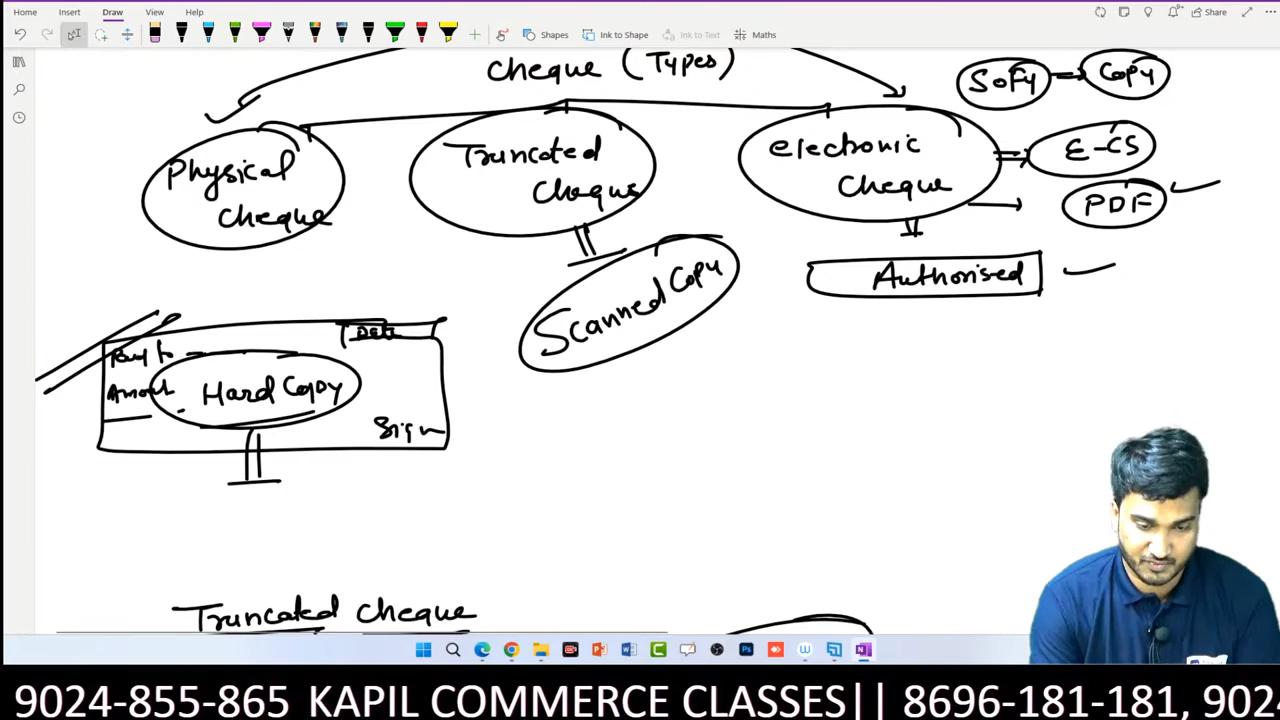 Home Insert Draw View Help
Share
Shapes Ink to Shape Ink to Text Maths
cheque (Types)
Physical
cheque
Truncated
Cheque
electronic
Cheque
Soft Copy
E-CS
PDF
Authorised
Scanned Copy
Date
Pay to
Amount
Hard Copy
Sign
Truncated cheque
9024-855-865 KAPIL COMMERCE CLASSES|| 8696-181-181, 902